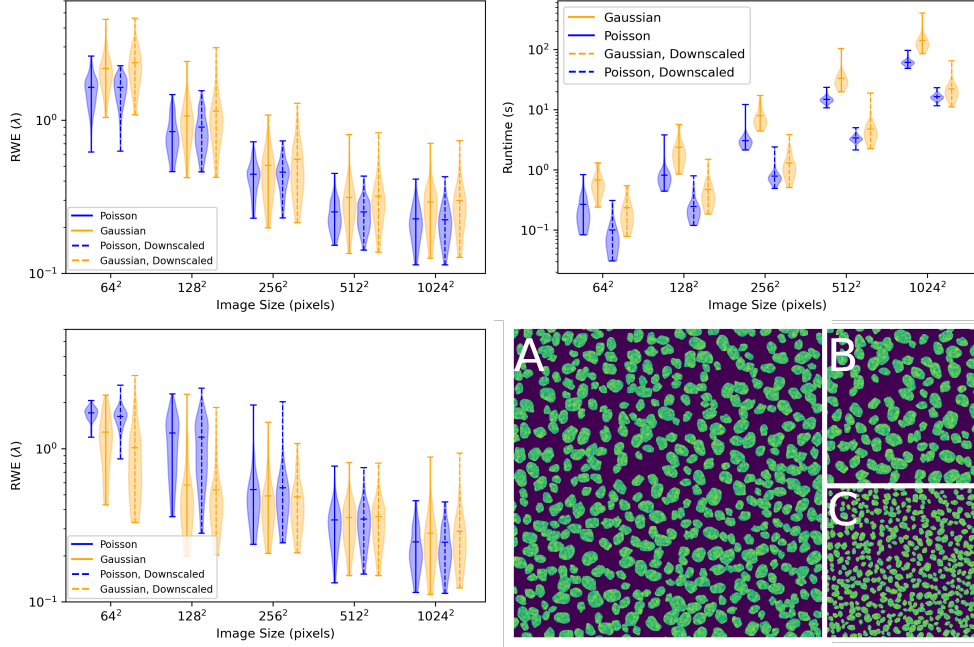 10⁰
10⁻¹
RWE (λ)
Poisson
Gaussian
Poisson, Downscaled
Gaussian, Downscaled
64² 128² 256² 512² 1024²
Image Size (pixels)
10²
10¹
10⁰
10⁻¹
Runtime (s)
Gaussian
Poisson
Gaussian, Downscaled
Poisson, Downscaled
64² 128² 256² 512² 1024²
Image Size (pixels)
10⁰
10⁻¹
RWE (λ)
Poisson
Gaussian
Poisson, Downscaled
Gaussian, Downscaled
64² 128² 256² 512² 1024²
Image Size (pixels)
A
B
C